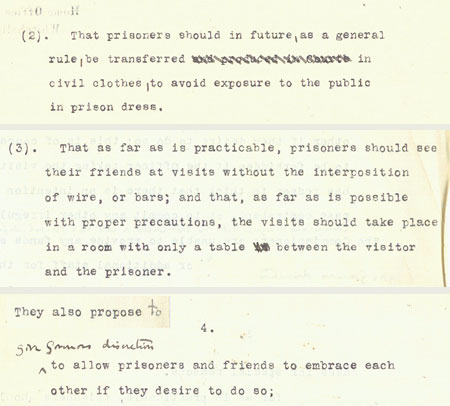 (2). That prisoners should in future, as a general
rule, be transferred in
civil clothes, to avoid exposure to the public
in prison dress.
(3). That as far as is practicable, prisoners should see
their friends at visits without the interposition
of wire, or bars; and that, as far as is possible
with proper precautions, the visits should take place
in a room with only a table between the visitor
and the prisoner.
They also propose to
4.
discretion
to allow prisoners and friends to embrace each
other if they desire to do so;